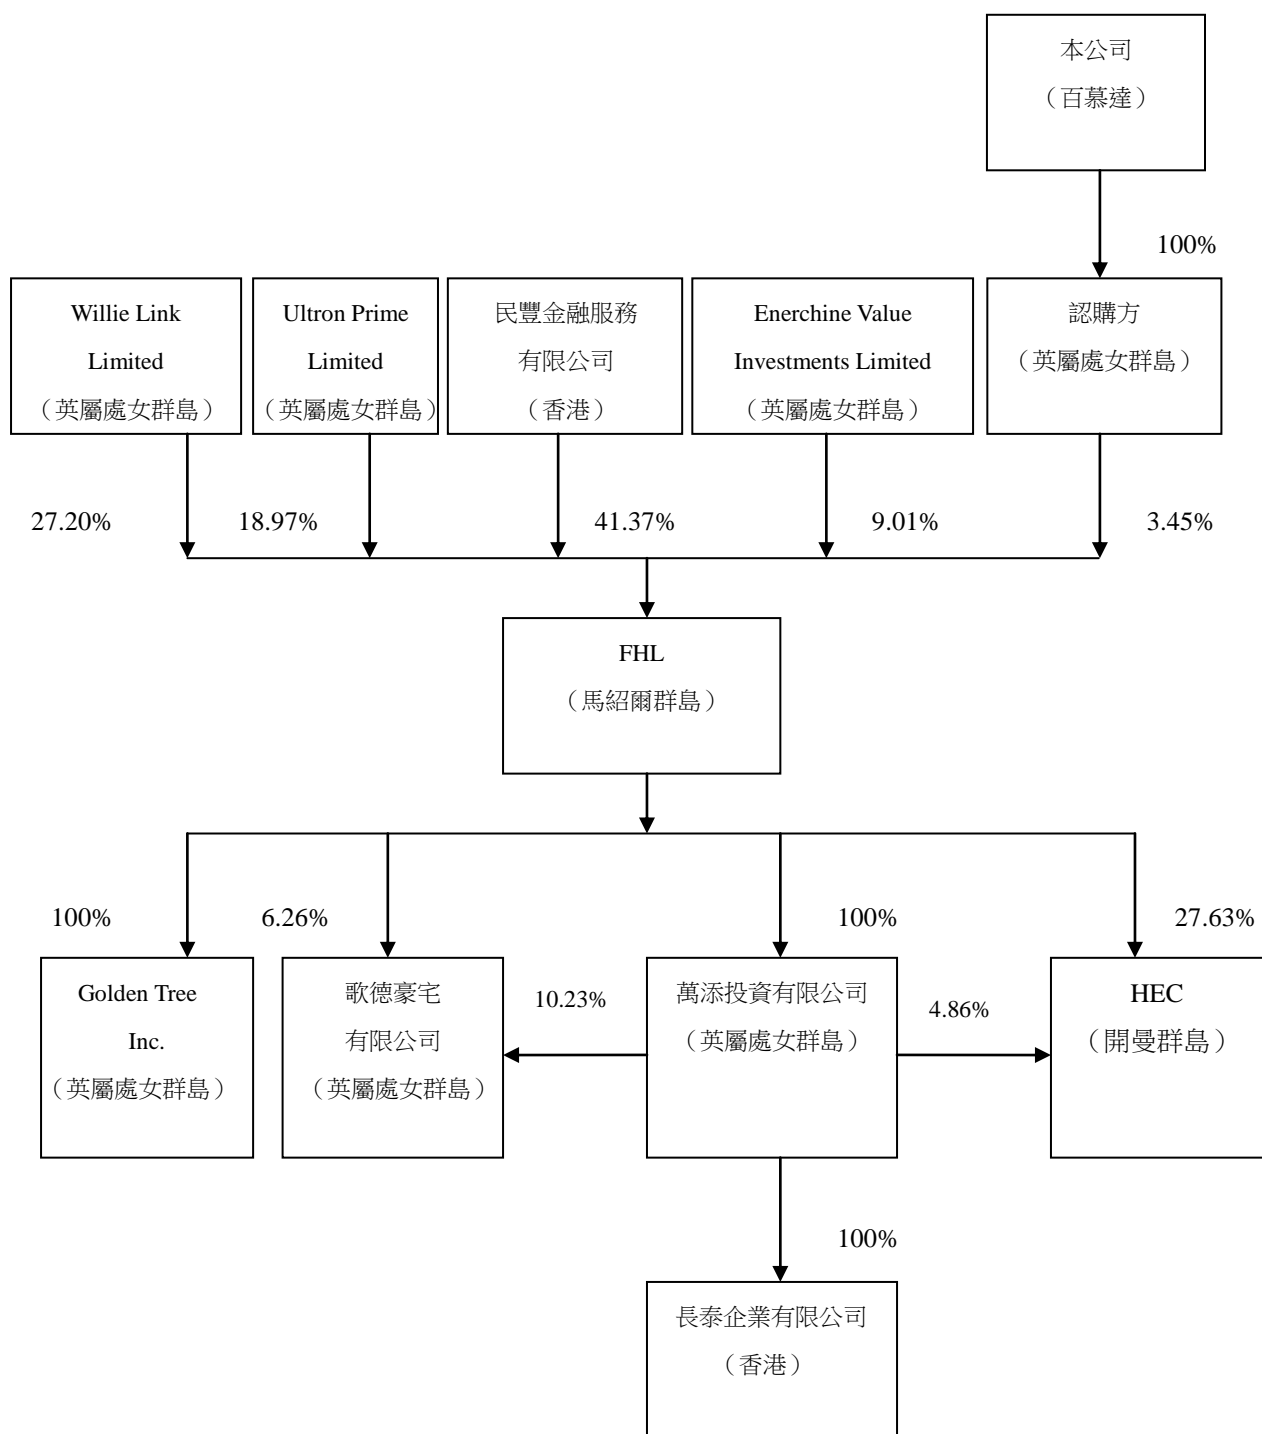 本公司
（百慕達）
100%
Willie Link
Limited
（英屬處女群島）
Ultron Prime
Limited
（英屬處女群島）
民豐金融服務
有限公司
（香港）
Enerchine Value
Investments Limited
（英屬處女群島）
認購方
（英屬處女群島）
27.20%
18.97%
41.37%
9.01%
3.45%
FHL
（馬紹爾群島）
100%
6.26%
100%
27.63%
Golden Tree
Inc.
（英屬處女群島）
歌德豪宅
有限公司
（英屬處女群島）
10.23%
萬添投資有限公司
（英屬處女群島）
4.86%
HEC
（開曼群島）
100%
長泰企業有限公司
（香港）